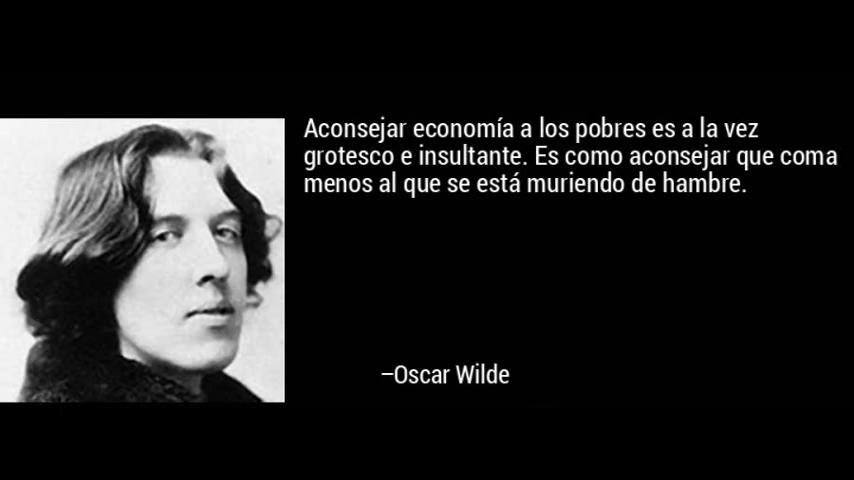 Aconsejar economía a los pobres es a la vez
grotesco e insultante. Es como aconsejar que coma
menos al que se está muriendo de hambre.
–Oscar Wilde